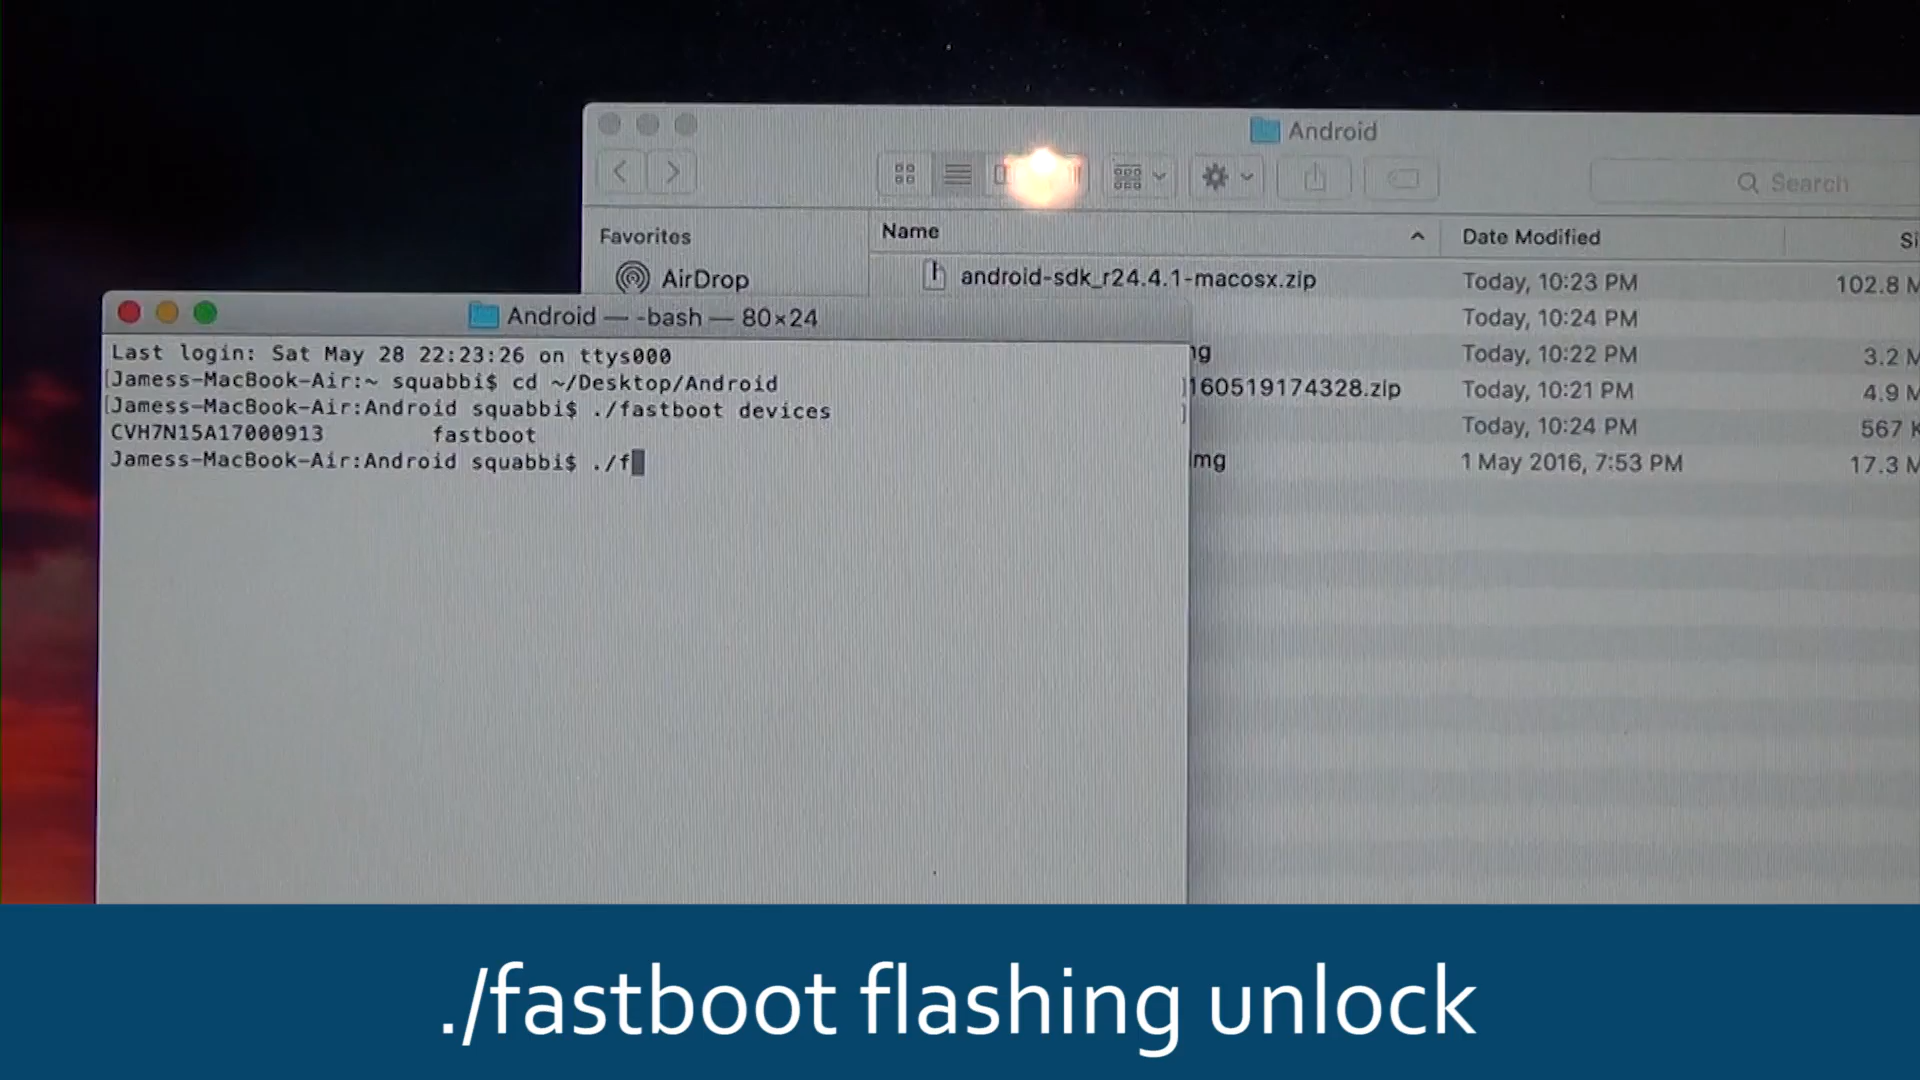 Android
Search
Favorites
Name
Date Modified
Si
AirDrop
android-sdk_r24.4.1-macosx.zip
Today, 10:23 PM
102.8 M
Today, 10:24 PM
ng
Today, 10:22 PM
3.2 M
160519174328.zip
Today, 10:21 PM
4.9 M
Today, 10:24 PM
567 K
mg
1 May 2016, 7:53 PM
17.3 M
Android — -bash — 80×24
Last login: Sat May 28 22:23:26 on ttys000
[Jamess-MacBook-Air:~ squabbi$ cd ~/Desktop/Android ]
[Jamess-MacBook-Air:Android squabbi$ ./fastboot devices ]
CVH7N15A17000913 fastboot
Jamess-MacBook-Air:Android squabbi$ ./f
./fastboot flashing unlock